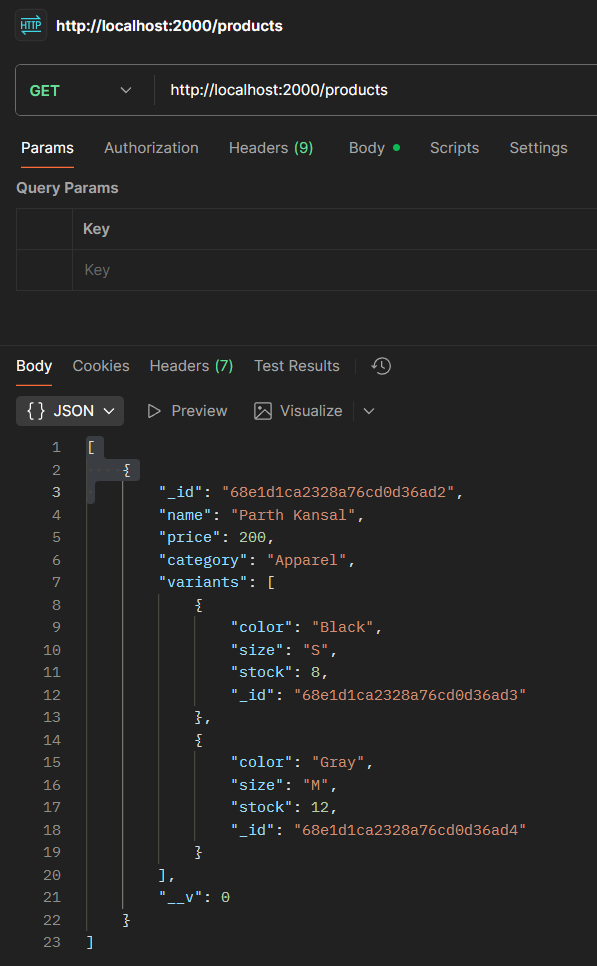 HTTP http://localhost:2000/products
GET http://localhost:2000/products
Params Authorization Headers (9) Body Scripts Settings
Query Params
Key
Key
Body Cookies Headers (7) Test Results
{} JSON Preview Visualize
1 [
2 {
3 "_id": "68e1d1ca2328a76cd0d36ad2",
4 "name": "Parth Kansal",
5 "price": 200,
6 "category": "Apparel",
7 "variants": [
8 {
9 "color": "Black",
10 "size": "S",
11 "stock": 8,
12 "_id": "68e1d1ca2328a76cd0d36ad3"
13 },
14 {
15 "color": "Gray",
16 "size": "M",
17 "stock": 12,
18 "_id": "68e1d1ca2328a76cd0d36ad4"
19 }
20 ],
21 "__v": 0
22 }
23 ]